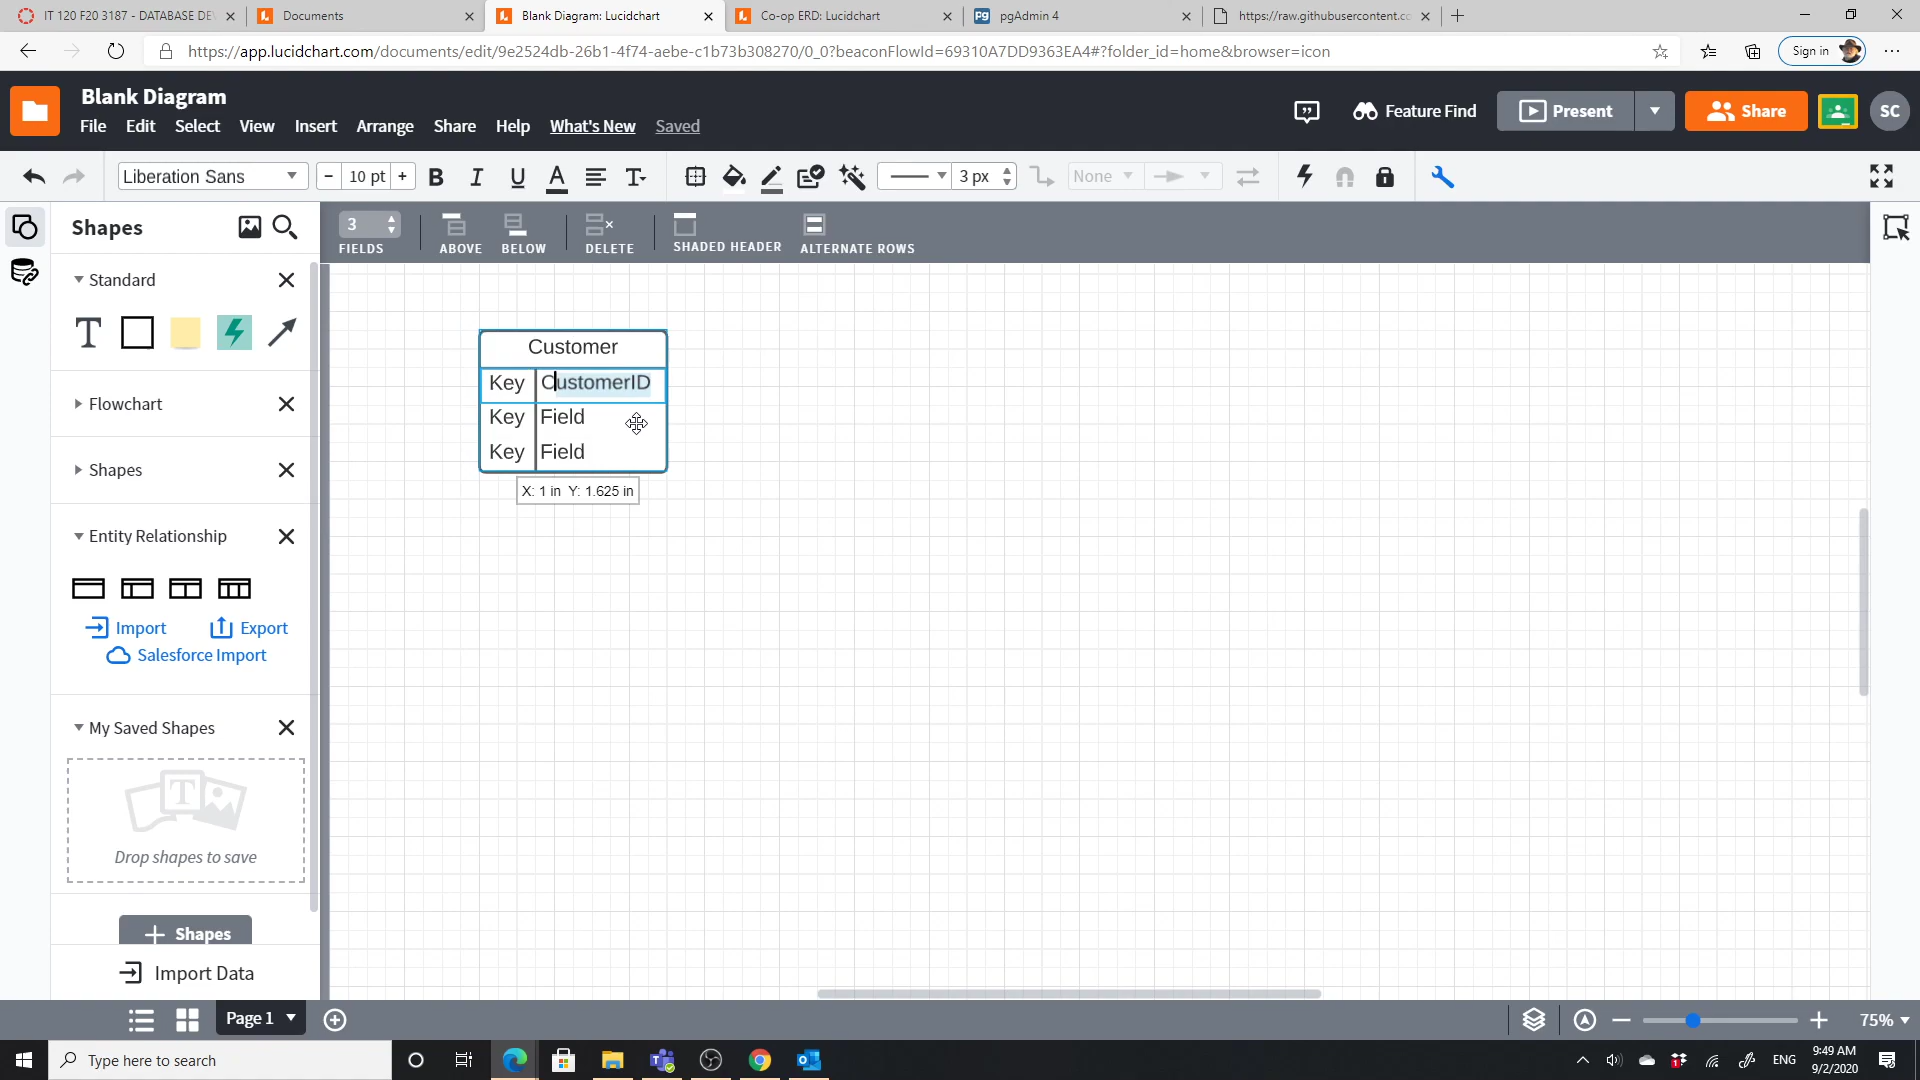 IT 120 F20 3187 - DATABASE DE
Documents
Blank Diagram: Lucidchart
Co-op ERD: Lucidchart
pgAdmin 4
https://raw.githubusercontent.cc
https://app.lucidchart.com/documents/edit/9e2524db-26b1-4f74-aebe-c1b73b308270/0_0?beaconFlowId=69310A7DD9363EA4#?folder_id=home&browser=icon
Sign in
Blank Diagram
File Edit Select View Insert Arrange Share Help What's New Saved
Feature Find
Present
Share
SC
Liberation Sans
- 10 pt +
B I U A T
3 px
None
Shapes
3
FIELDS
ABOVE
BELOW
DELETE
SHADED HEADER
ALTERNATE ROWS
Standard
T
Flowchart
Shapes
Entity Relationship
Import Export
Salesforce Import
My Saved Shapes
T
Drop shapes to save
+ Shapes
Import Data
Customer
Key CustomerID
Key Field
Key Field
X: 1 in Y: 1.625 in
Page 1
75%
Type here to search
ENG
9:49 AM
9/2/2020